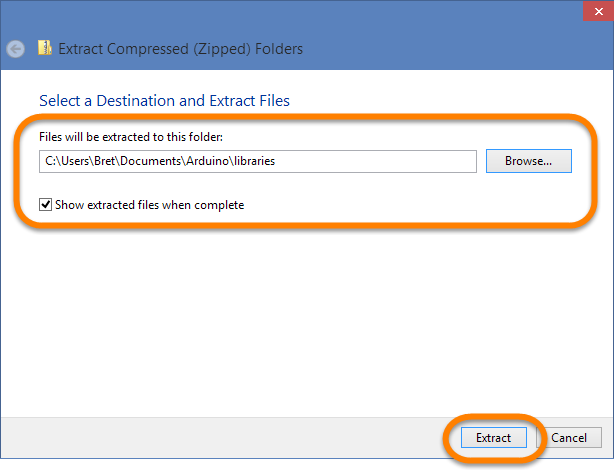 Extract Compressed (Zipped) Folders
Select a Destination and Extract Files
Files will be extracted to this folder:
C:\Users\Bret\Documents\Arduino\libraries
Browse...
Show extracted files when complete
Extract
Cancel